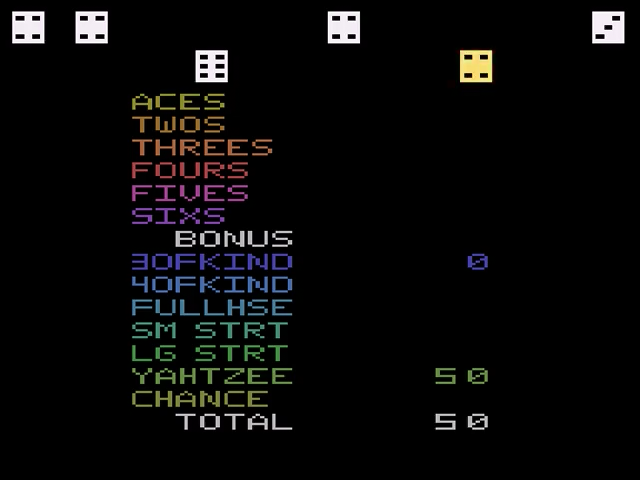 ACES
TWOS
THREES
FOURS
FIVES
SIXS
BONUS
3OFKIND 0
4OFKIND
FULLHSE
SM STRT
LG STRT
YAHTZEE 50
CHANCE
TOTAL 50